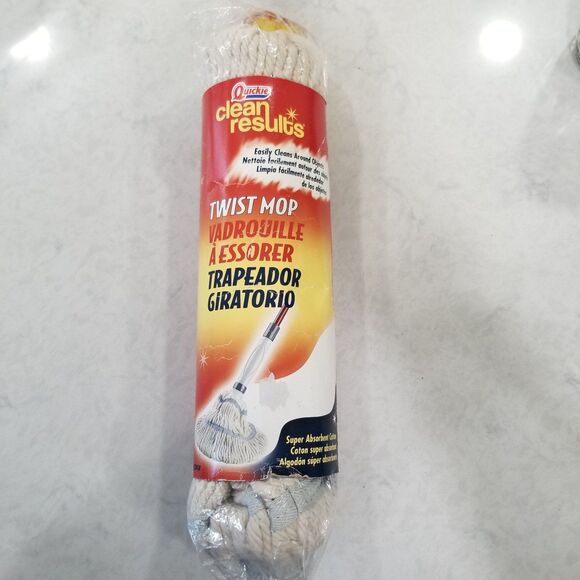 Quickie
clean
results
Easily Cleans Around Objects
Nettoie facilement autour des
Limpia fácilmente alrededor
de los objetos
TWIST MOP
VADROUILLE
À ESSORER
TRAPEADOR
GIRATORIO
Super Absorbent Cotton
Coton super absorbant
Algodón súper absorbente